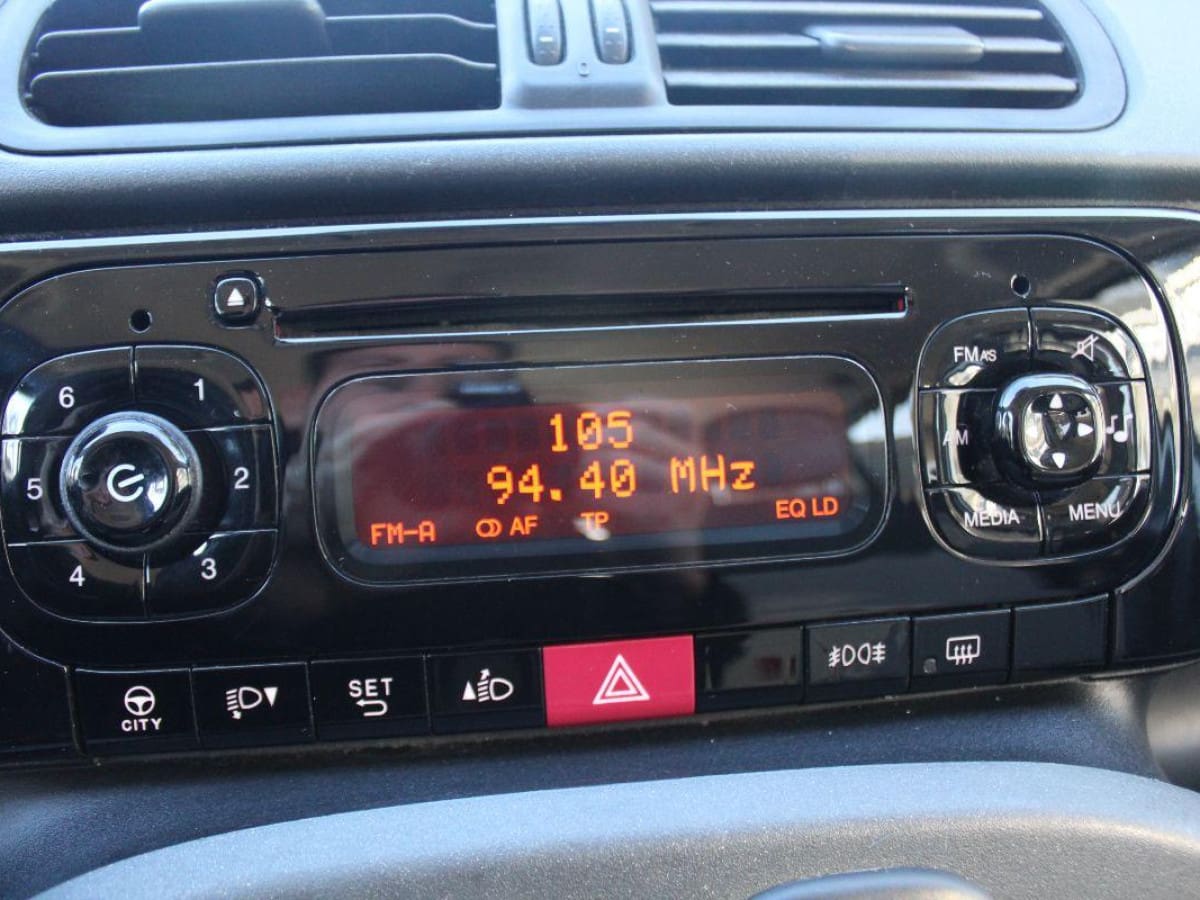 6
1
5
2
4
3
105
94.40 MHz
FM-A AF TP EQ LD
FM AS
AM
MEDIA
MENU
CITY
SET